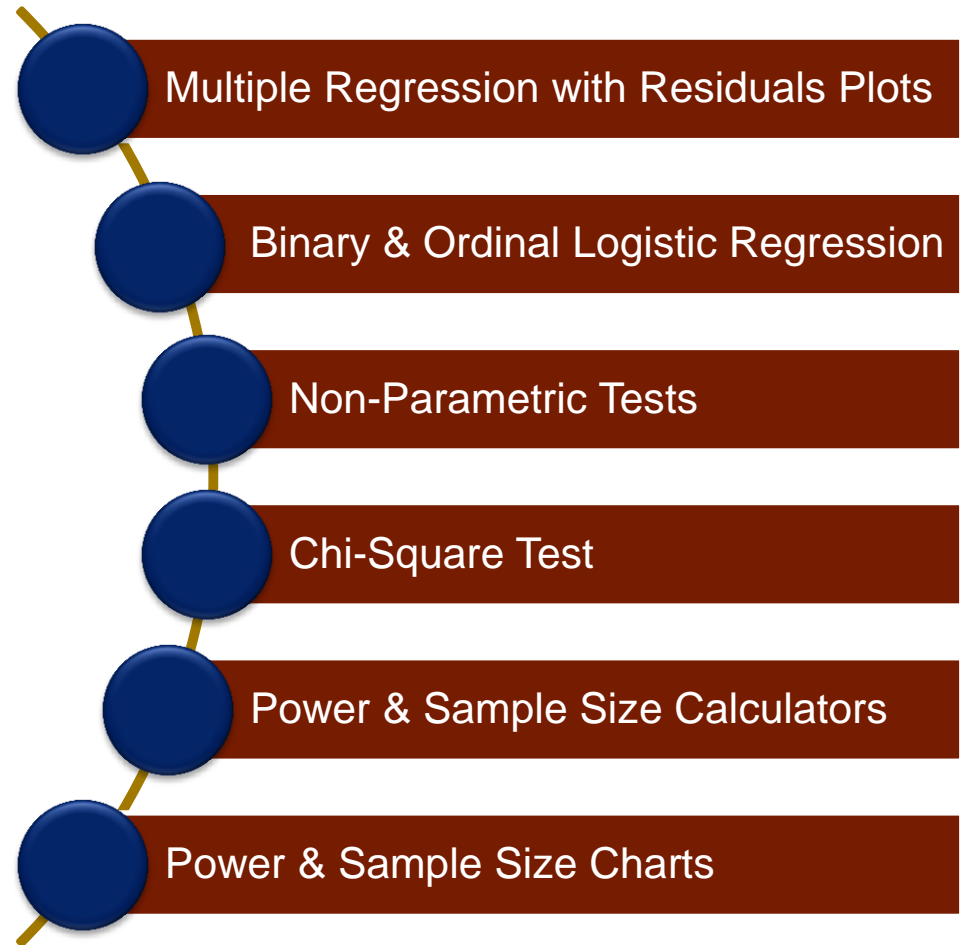 Multiple Regression with Residuals Plots
Binary & Ordinal Logistic Regression
Non-Parametric Tests
Chi-Square Test
Power & Sample Size Calculators
Power & Sample Size Charts